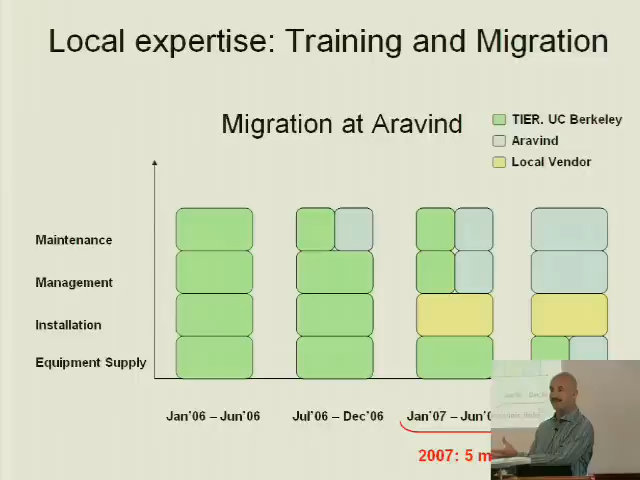 Local expertise: Training and Migration
Migration at Aravind
TIER. UC Berkeley
Aravind
Local Vendor
Maintenance
Management
Installation
Equipment Supply
Jan'06 – Jun'06
Jul'06 – Dec'06
Jan'07 – Jun'0
2007: 5 m